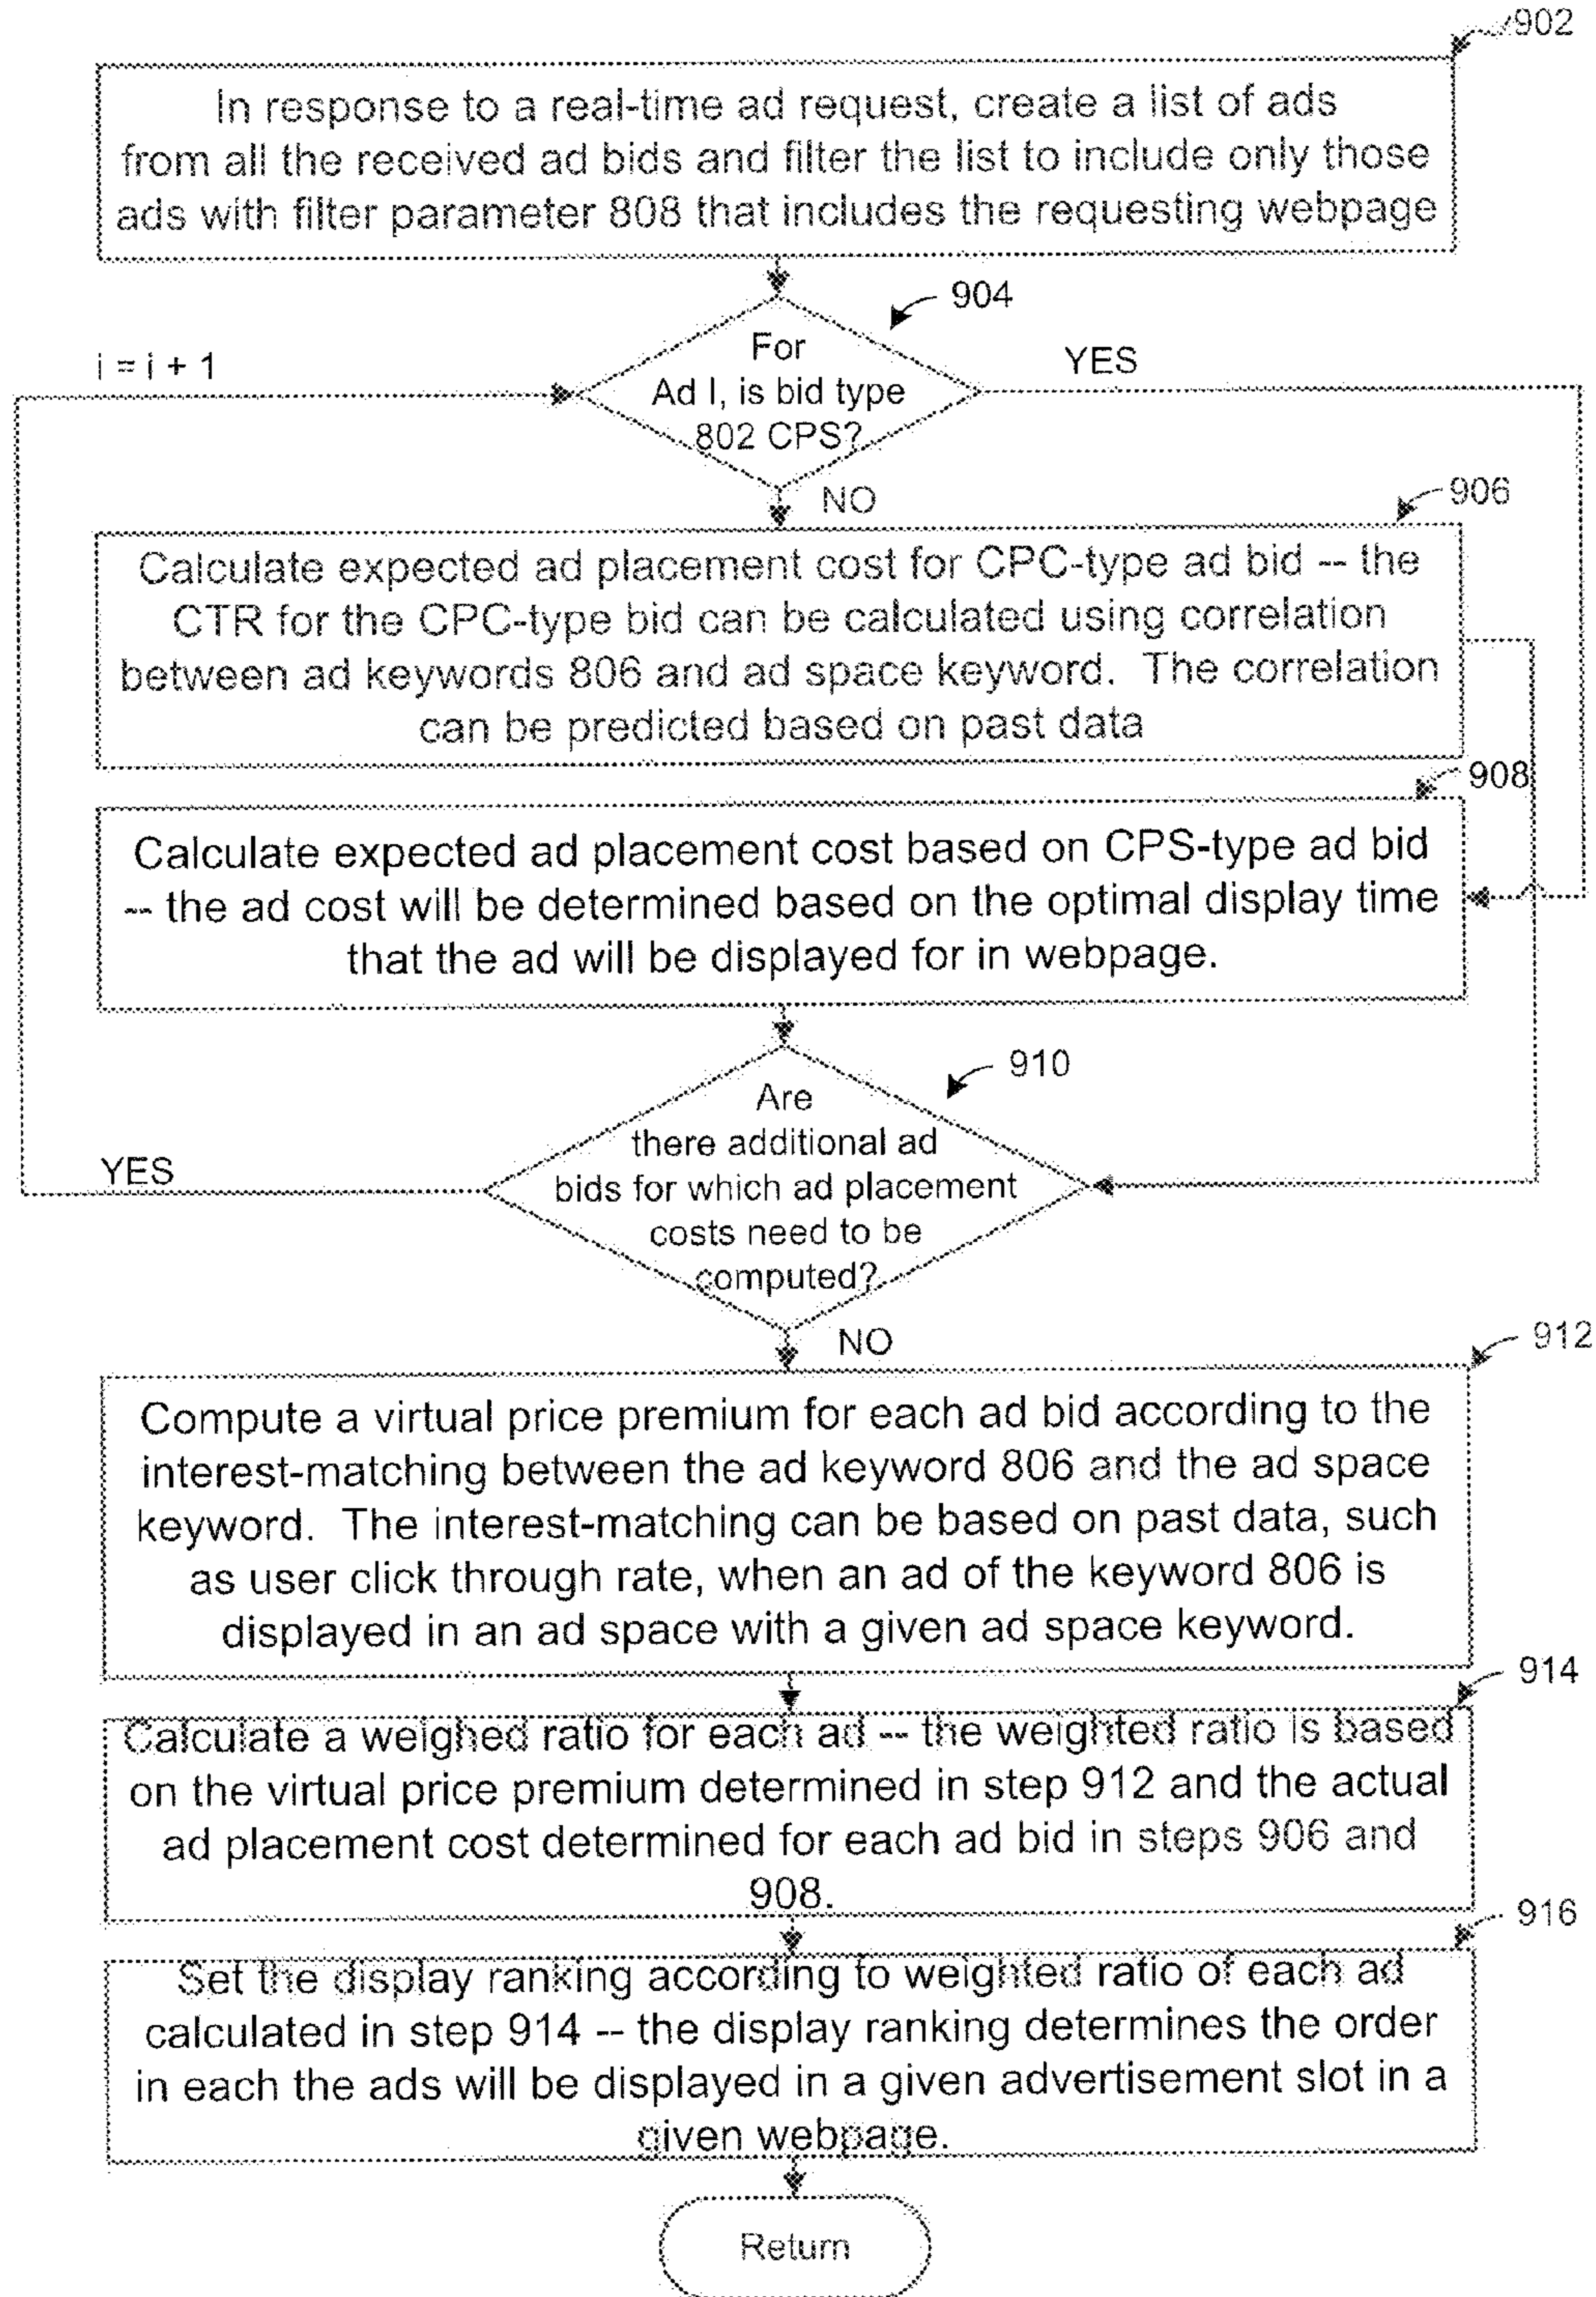 902
In response to a real-time ad request, create a list of ads
from all the received ad bids and filter the list to include only those
ads with filter parameter 808 that includes the requesting webpage
904
i = i + 1
For
YES
Ad I, is bid type
802 CPS?
NO
906
Calculate expected ad placement cost for CPC-type ad bid -- the
CTR for the CPC-type bid can be calculated using correlation
between ad keywords 806 and ad space keyword. The correlation
can be predicted based on past data
908
Calculate expected ad placement cost based on CPS-type ad bid
-- the ad cost will be determined based on the optimal display time
that the ad will be displayed for in webpage.
910
Are
there additional ad
YES
bids for which ad placement
costs need to be
computed?
NO
912
Compute a virtual price premium for each ad bid according to the
interest-matching between the ad keyword 806 and the ad space
keyword. The interest-matching can be based on past data, such
as user click through rate, when an ad of the keyword 806 is
displayed in an ad space with a given ad space keyword.
914
Calculate a weighed ratio for each ad -- the weighted ratio is based
on the virtual price premium determined in step 912 and the actual
ad placement cost determined for each ad bid in steps 906 and
908.
916
Set the display ranking according to weighted ratio of each ad
calculated in step 914 -- the display ranking determines the order
in each the ads will be displayed in a given advertisement slot in a
given webpage.
Return